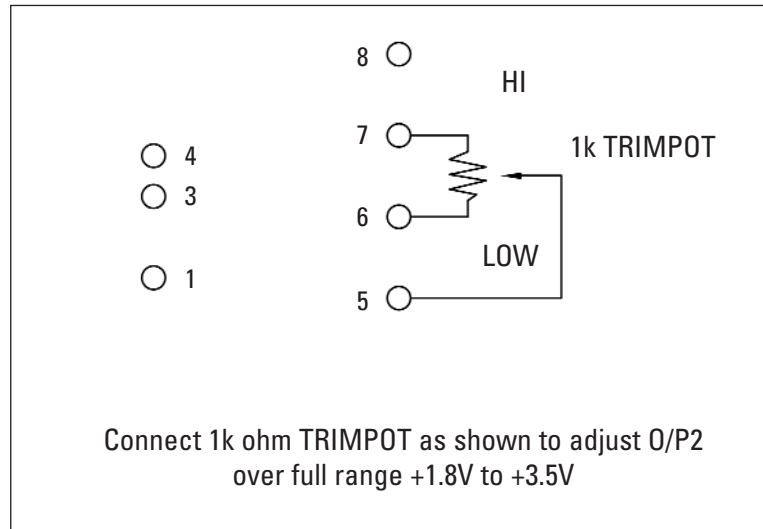 8
HI
7
1k TRIMPOT
4
3
6
LOW
1
5
Connect 1k ohm TRIMPOT as shown to adjust O/P2
over full range +1.8V to +3.5V